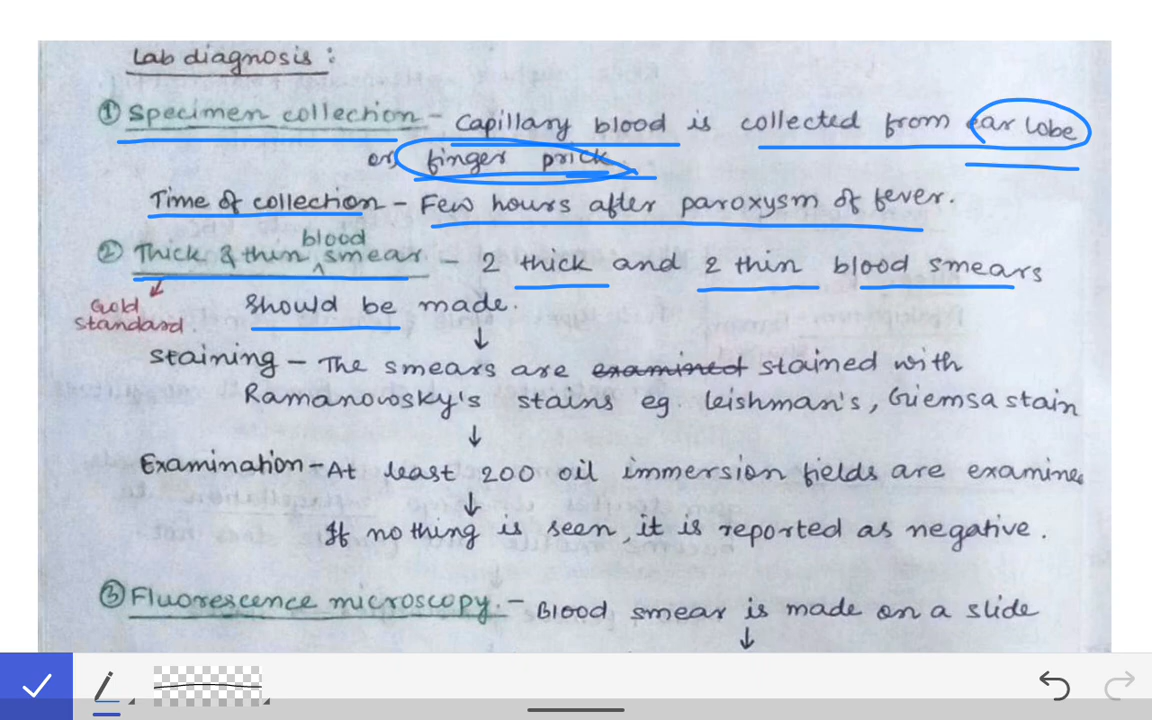 Lab diagnosis :
① Specimen collection - Capillary blood is collected from ear lobe
or finger prick
Time of collection - Few hours after paroxysm of fever.
② Thick & thin blood smear - 2 thick and 2 thin blood smears
Gold standard. should be made.
↓
Staining - The smears are examined stained with
Ramanowsky's stains eg. leishman's, Giemsa stain
↓
Examination - At least 200 oil immersion fields are examine
↓
If nothing is seen, it is reported as negative.
③ Fluorescence microscopy. - Blood smear is made on a slide
↓